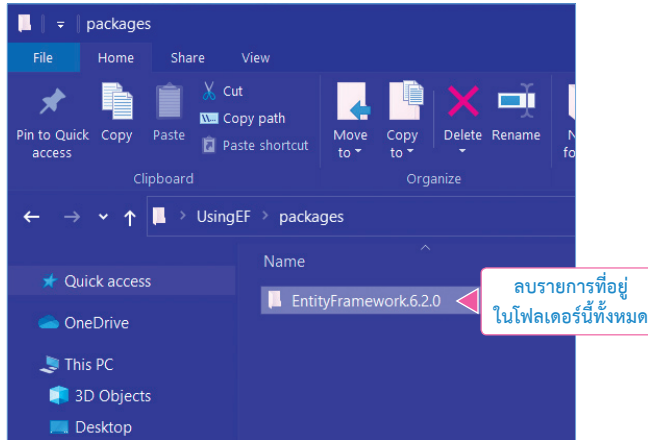 packages
File Home Share View
Pin to Quick access
Copy
Paste
Cut
Copy path
Paste shortcut
Move to
Copy to
Delete
Rename
Clipboard
Organize
UsingEF > packages
Name
Quick access
EntityFramework.6.2.0
ลบรายการที่อยู่
ในโฟลเดอร์นี้ทั้งหมด
OneDrive
This PC
3D Objects
Desktop